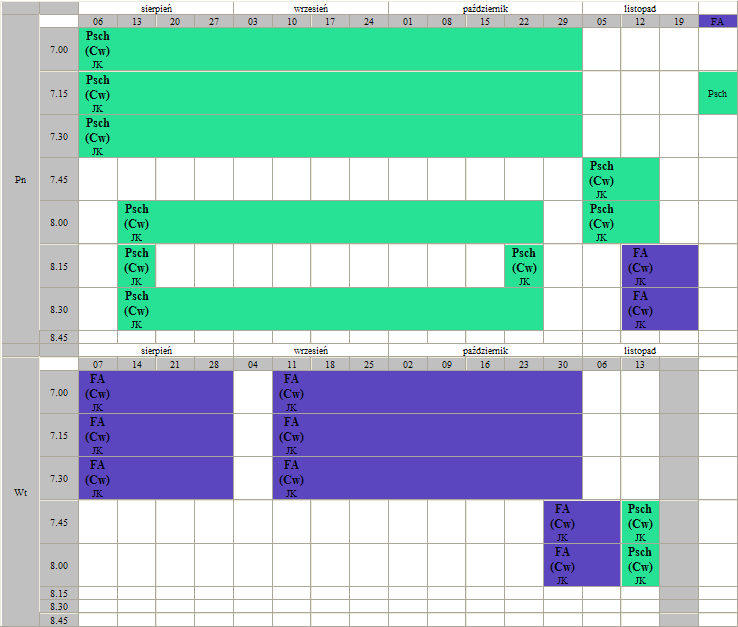 sierpień wrzesień październik listopad
06 13 20 27 03 10 17 24 01 08 15 22 29 05 12 19 FA
Pn
7.00 Psch
(Cw)
JK
7.15 Psch
(Cw)
JK
Psch
7.30 Psch
(Cw)
JK
7.45 Psch
(Cw)
JK
8.00 Psch Psch
(Cw) (Cw)
JK JK
8.15 Psch Psch FA
(Cw) (Cw) (Cw)
JK JK JK
8.30 Psch FA
(Cw) (Cw)
JK JK
8.45
sierpień wrzesień październik listopad
07 14 21 28 04 11 18 25 02 09 16 23 30 06 13
Wt
7.00 FA FA
(Cw) (Cw)
JK JK
7.15 FA FA
(Cw) (Cw)
JK JK
7.30 FA FA
(Cw) (Cw)
JK JK
7.45 FA Psch
(Cw) (Cw)
JK JK
8.00 FA Psch
(Cw) (Cw)
JK JK
8.15
8.30
8.45